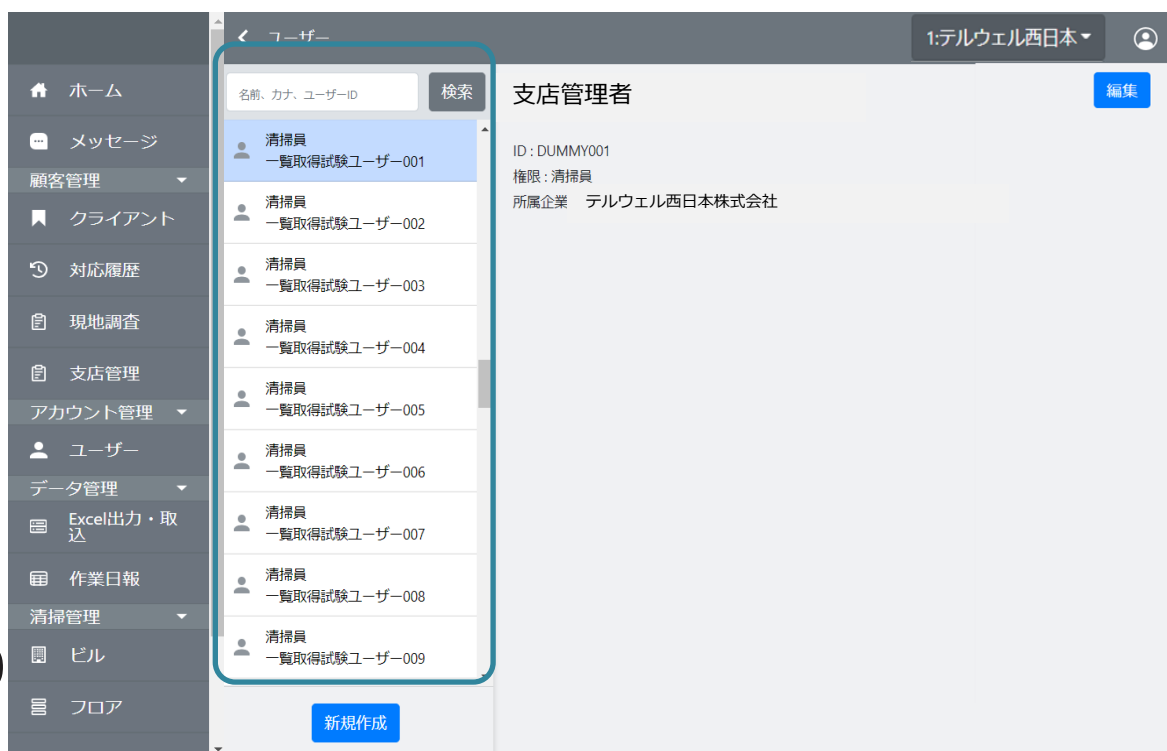 ユーザー
1:テルウェル西日本
ホーム
メッセージ
顧客管理
クライアント
対応履歴
現地調査
支店管理
アカウント管理
ユーザー
データ管理
Excel出力・取
込
作業日報
清掃管理
ビル
フロア
名前、カナ、ユーザーID
検索
清掃員
一覧取得試験ユーザー001
清掃員
一覧取得試験ユーザー002
清掃員
一覧取得試験ユーザー003
清掃員
一覧取得試験ユーザー004
清掃員
一覧取得試験ユーザー005
清掃員
一覧取得試験ユーザー006
清掃員
一覧取得試験ユーザー007
清掃員
一覧取得試験ユーザー008
清掃員
一覧取得試験ユーザー009
新規作成
支店管理者
編集
ID : DUMMY001
権限 : 清掃員
所属企業 テルウェル西日本株式会社